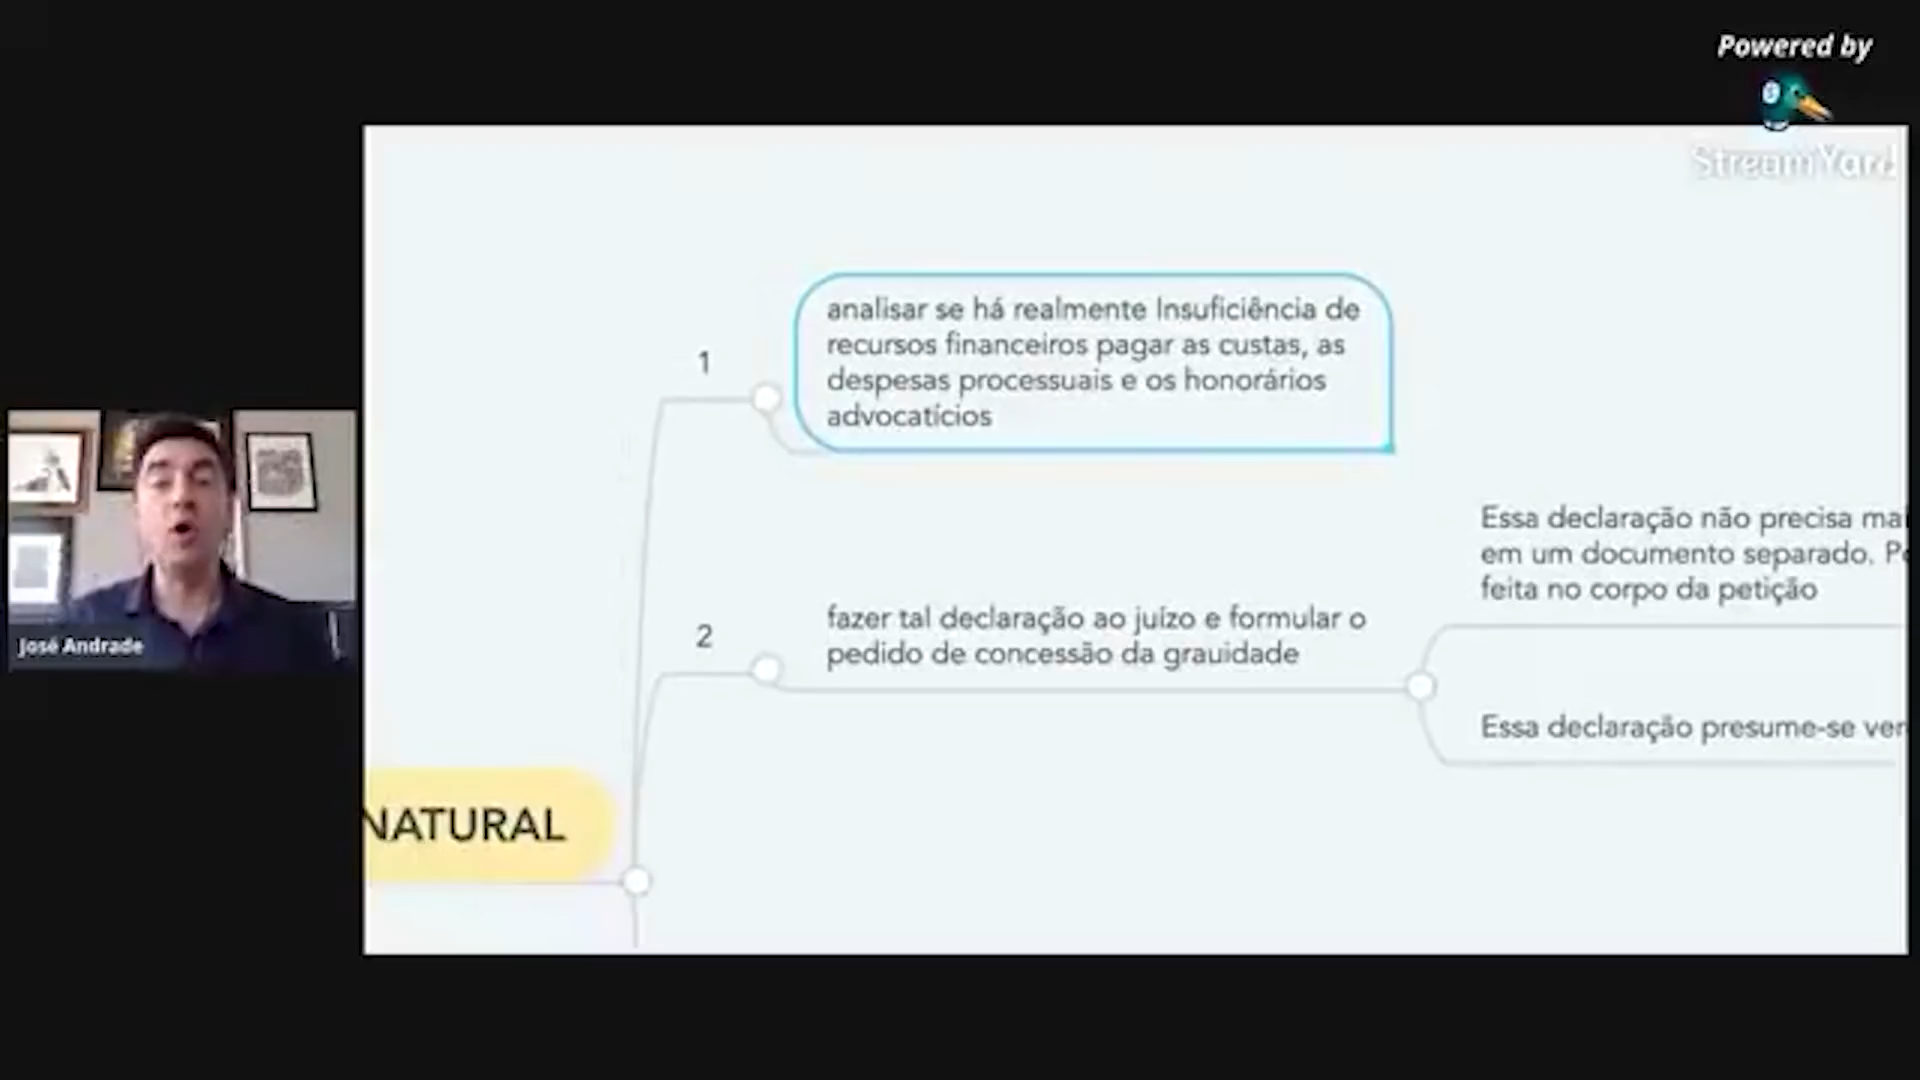 Powered by
StreamYard
1
analisar se há realmente Insuficiência de
recursos financeiros pagar as custas, as
despesas processuais e os honorários
advocatícios
Essa declaração não precisa
em um documento separado.
feita no corpo da petição
2
fazer tal declaração ao juízo e formular o
pedido de concessão da grauidade
Essa declaração presume-se
NATURAL
José Andrade